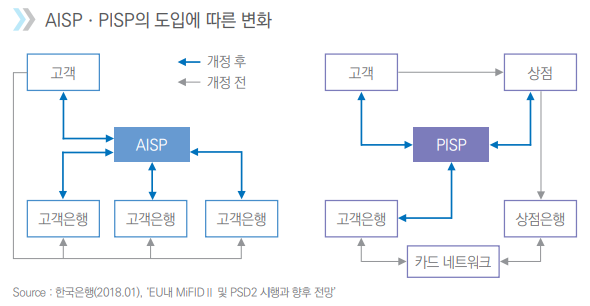 AISP · PISP의 도입에 따른 변화
개정 후
개정 전
고객
AISP
고객은행
고객은행
고객은행
고객
상점
PISP
고객은행
상점은행
카드 네트워크
Source : 한국은행(2018.01), ‘EU내 MiFIDⅡ 및 PSD2 시행과 향후 전망’